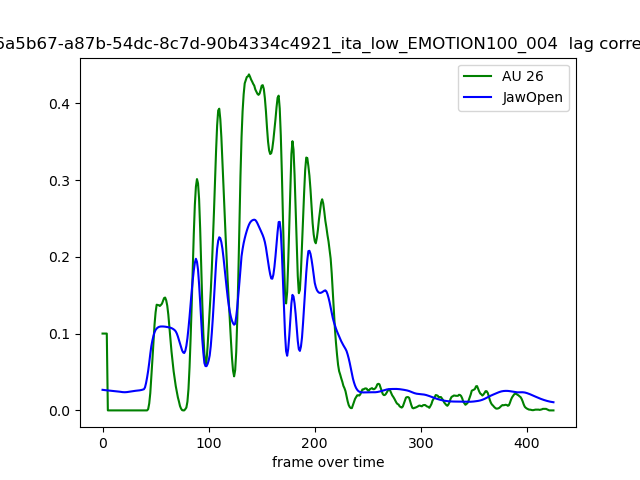 6a5b67-a87b-54dc-8c7d-90b4334c4921_ita_low_EMOTION100_004 lag corre
AU 26
JawOpen
0.4
0.3
0.2
0.1
0.0
0 100 200 300 400
frame over time